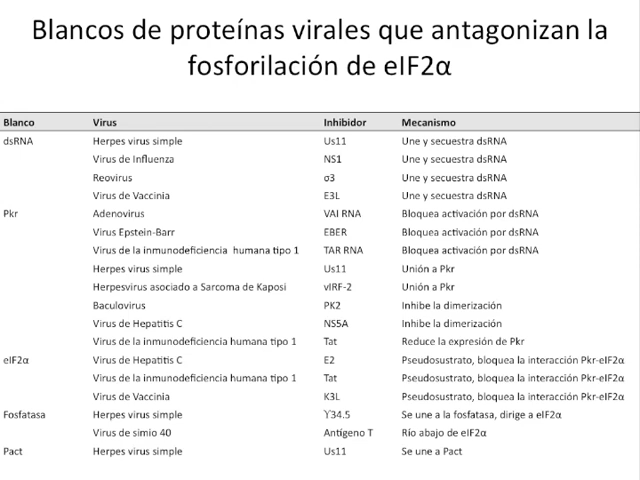 Blancos de proteínas virales que antagonizan la
fosforilación de eIF2α
Blanco Virus Inhibidor Mecanismo
dsRNA Herpes virus simple Us11 Une y secuestra dsRNA
Virus de Influenza NS1 Une y secuestra dsRNA
Reovirus σ3 Une y secuestra dsRNA
Virus de Vaccinia E3L Une y secuestra dsRNA
Pkr Adenovirus VAI RNA Bloquea activación por dsRNA
Virus Epstein-Barr EBER Bloquea activación por dsRNA
Virus de la inmunodeficiencia humana tipo 1 TAR RNA Bloquea activación por dsRNA
Herpes virus simple Us11 Unión a Pkr
Herpesvirus asociado a Sarcoma de Kaposi vIRF-2 Unión a Pkr
Baculovirus PK2 Inhibe la dimerización
Virus de Hepatitis C NS5A Inhibe la dimerización
Virus de la inmunodeficiencia humana tipo 1 Tat Reduce la expresión de Pkr
eIF2α Virus de Hepatitis C E2 Pseudosustrato, bloquea la interacción Pkr-eIF2α
Virus de la inmunodeficiencia humana tipo 1 Tat Pseudosustrato, bloquea la interacción Pkr-eIF2α
Virus de Vaccinia K3L Pseudosustrato, bloquea la interacción Pkr-eIF2α
Fosfatasa Herpes virus simple ϒ34.5 Se une a la fosfatasa, dirige a eIF2α
Virus de simio 40 Antígeno T Río abajo de eIF2α
Pact Herpes virus simple Us11 Se une a Pact